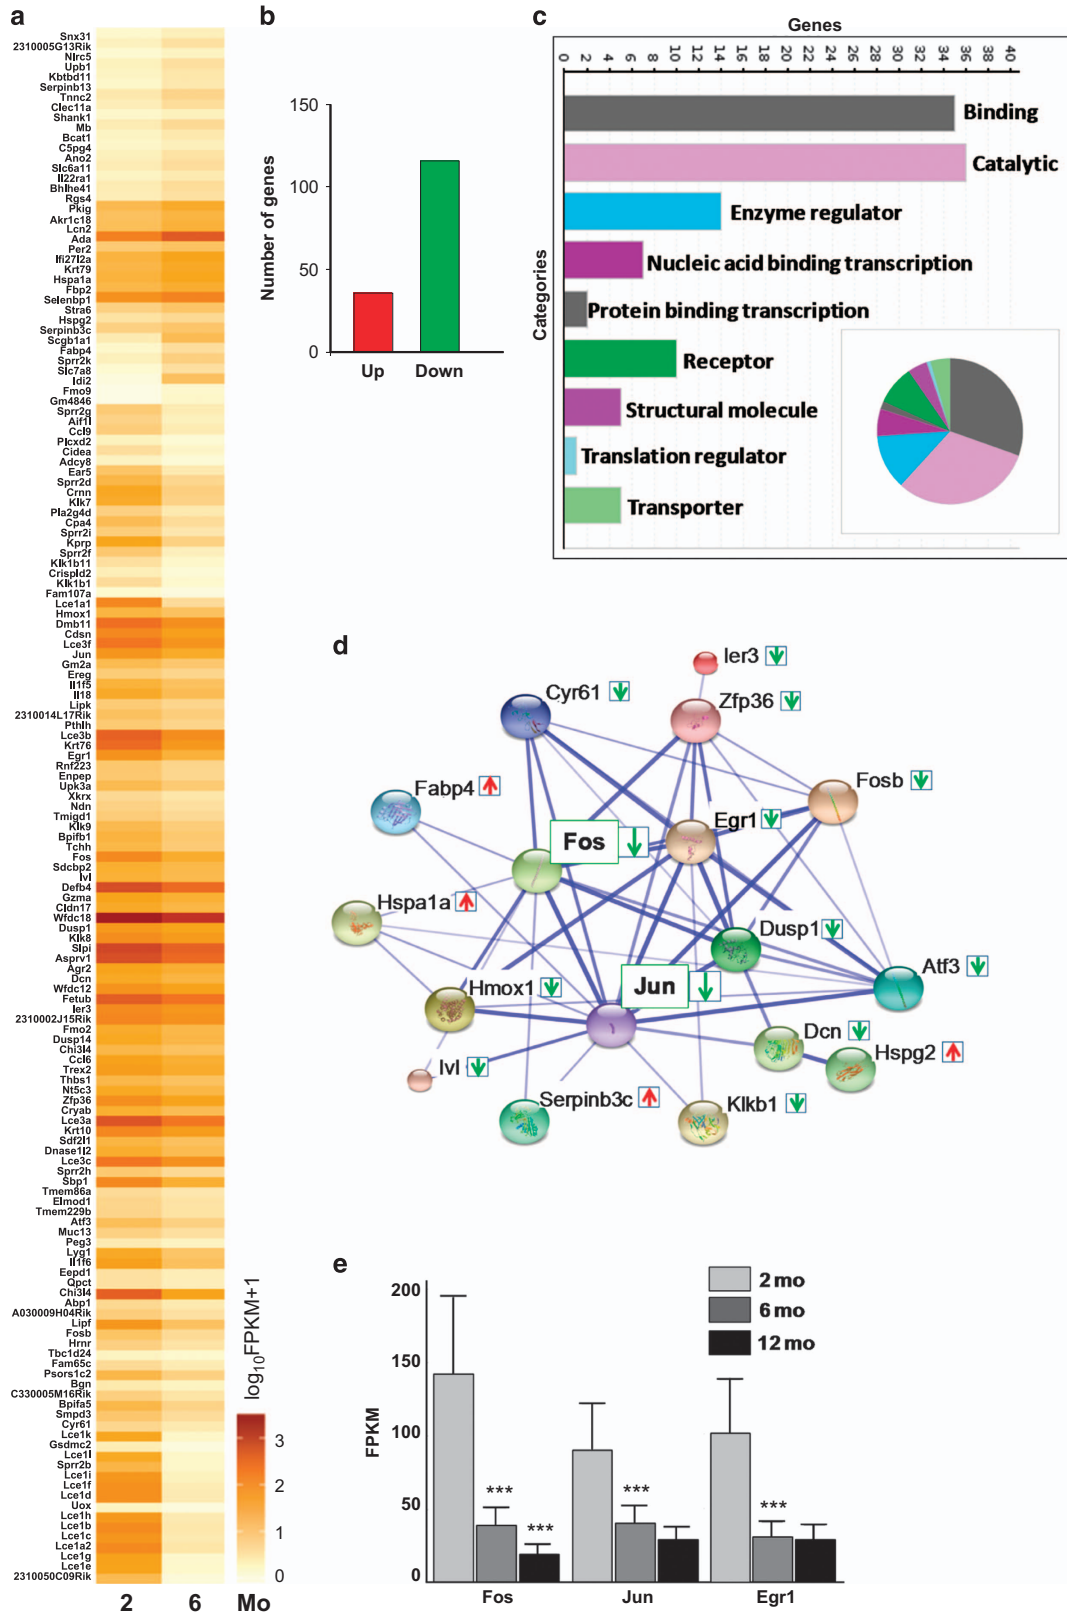 a
Snx31
2310005G13Rik
Nlrc5
Upb1
Kbtbd11
Serpinb13
Tnnc2
Clec11a
Shank1
Mb
Bcat1
C5pg4
Ano2
Slc6a11
Il22ra1
Bhlhe41
Rgs4
Pkig
Akr1c18
Lcn2
Ada
Per2
Ifi27l2a
Krt79
Hspa1a
Fbp2
Selenbp1
Stra6
Hspg2
Serpinb3c
Scgb1a1
Fabp4
Sprr2k
Slc7a8
Idi2
Fmo9
Gm4846
Sprr2g
Aif1l
Ccl9
Plcxd2
Cidea
Adcy8
Ear5
Sprr2d
Crnn
Klk7
Pla2g4d
Cpa4
Sprr2i
Kprp
Sprr2f
Klk1b11
Crispld2
Klk1b1
Fam107a
Lce1a1
Hmox1
Dmb11
Cdsn
Lce3f
Jun
Gm2a
Ereg
Il1f5
Il18
Lipk
2310014L17Rik
Pthlh
Lce3b
Krt76
Egr1
Rnf223
Enpep
Upk3a
Xkrx
Ndn
Tmigd1
Klk9
Bpifb1
Tchh
Fos
Sdcbp2
Ivl
Defb4
Gzma
Cldn17
Wfdc18
Dusp1
Klk8
Slpi
Asprv1
Agr2
Dcn
Wfdc12
Fetub
Ier3
2310002J15Rik
Fmo2
Dusp14
Chi3l4
Ccl6
Trex2
Thbs1
Nt5c3
Zfp36
Cryab
Lce3a
Krt10
Sdf2l1
Dnase1l2
Lce3c
Sprr2h
Sbp1
Tmem86a
Elmod1
Tmem229b
Atf3
Muc13
Peg3
Lyg1
Il1f6
Eepd1
Qpct
Chi3l4
Abp1
A030009H04Rik
Lipf
Fosb
Hrnr
Tbc1d24
Fam65c
Psors1c2
Bgn
C330005M16Rik
Bpifa5
Smpd3
Cyr61
Lce1k
Gsdmc2
Lce1l
Sprr2b
Lce1i
Lce1f
Lce1d
Uox
Lce1h
Lce1b
Lce1c
Lce1a2
Lce1g
Lce1e
2310050C09Rik
2 6 Mo
log10FPKM+1
3
2
1
0
b
Number of genes
150
100
50
0
Up Down
c
Genes
0 2 4 6 8 10 12 14 16 18 20 22 24 26 28 30 32 34 36 38 40
Categories
Binding
Catalytic
Enzyme regulator
Nucleic acid binding transcription
Protein binding transcription
Receptor
Structural molecule
Translation regulator
Transporter
d
Ier3
Cyr61
Zfp36
Fabp4
Fosb
Egr1
Fos
Hspa1a
Dusp1
Atf3
Hmox1
Jun
Dcn
Hspg2
Ivl
Serpinb3c
Klkb1
e
FPKM
200
150
100
50
0
2 mo
6 mo
12 mo
*** *** *** ***
Fos Jun Egr1